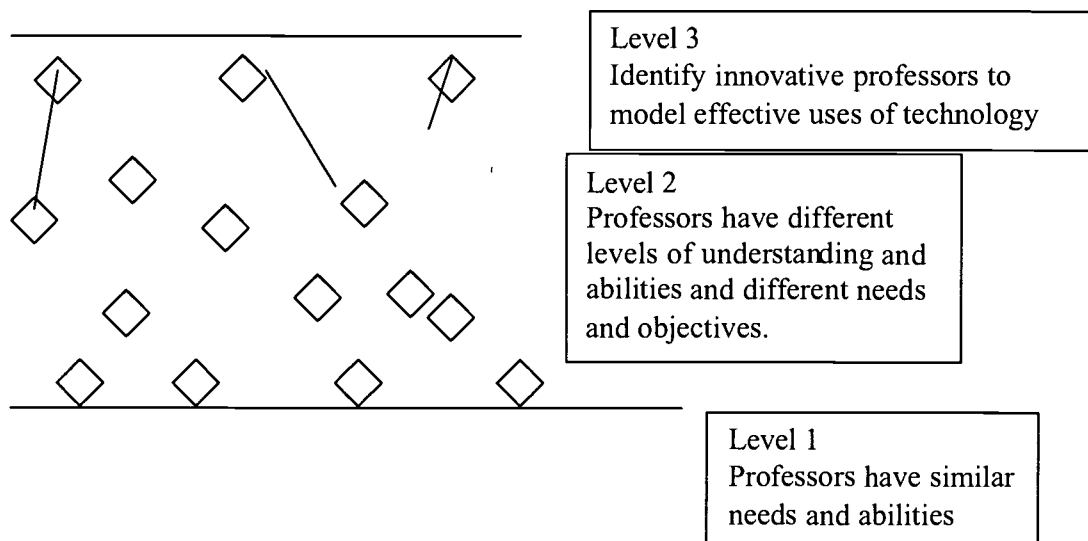 Level 3
Identify innovative professors to
model effective uses of technology
Level 2
Professors have different
levels of understanding and
abilities and different needs
and objectives.
Level 1
Professors have similar
needs and abilities